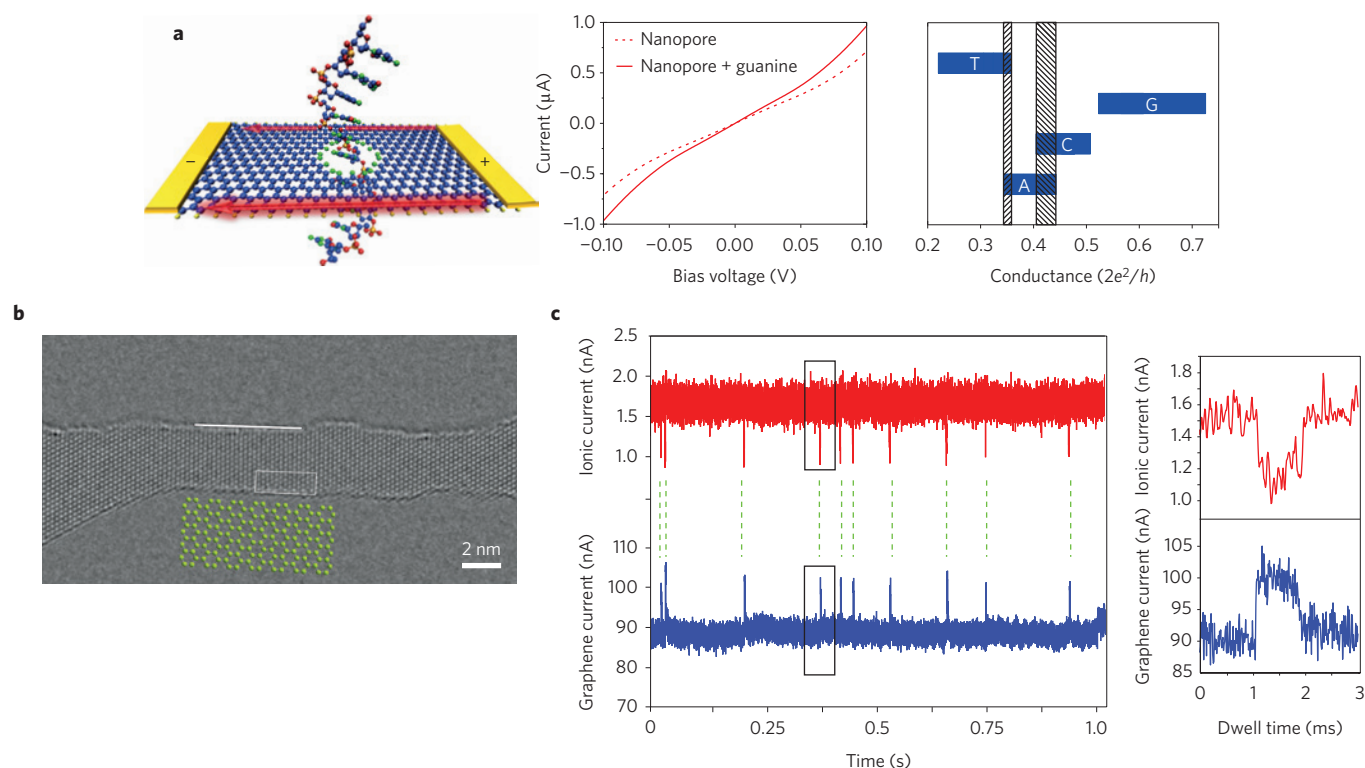 a
−
+
Current (μA)
1.0
0.5
0.0
−0.5
−1.0
Nanopore
Nanopore + guanine
−0.10
−0.05
0.00
0.05
0.10
Bias voltage (V)
T
G
C
A
0.2
0.3
0.4
0.5
0.6
0.7
Conductance (2e²/h)
b
2 nm
c
Ionic current (nA)
2.5
2.0
1.5
1.0
Graphene current (nA)
110
100
90
80
70
0
0.25
0.5
0.75
1.0
Time (s)
Ionic current (nA)
1.8
1.6
1.4
1.2
1.0
Graphene current (nA)
105
100
95
90
85
0
1
2
3
Dwell time (ms)